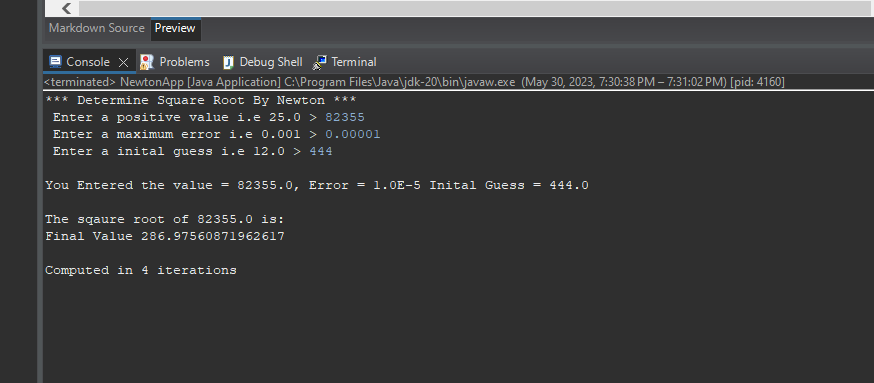 Markdown Source Preview
Console Problems Debug Shell Terminal
<terminated> NewtonApp [Java Application] C:\Program Files\Java\jdk-20\bin\javaw.exe (May 30, 2023, 7:30:38 PM – 7:31:02 PM) [pid: 4160]
*** Determine Square Root By Newton ***
Enter a positive value i.e 25.0 > 82355
Enter a maximum error i.e 0.001 > 0.00001
Enter a inital guess i.e 12.0 > 444
You Entered the value = 82355.0, Error = 1.0E-5 Inital Guess = 444.0
The sqaure root of 82355.0 is:
Final Value 286.97560871962617
Computed in 4 iterations